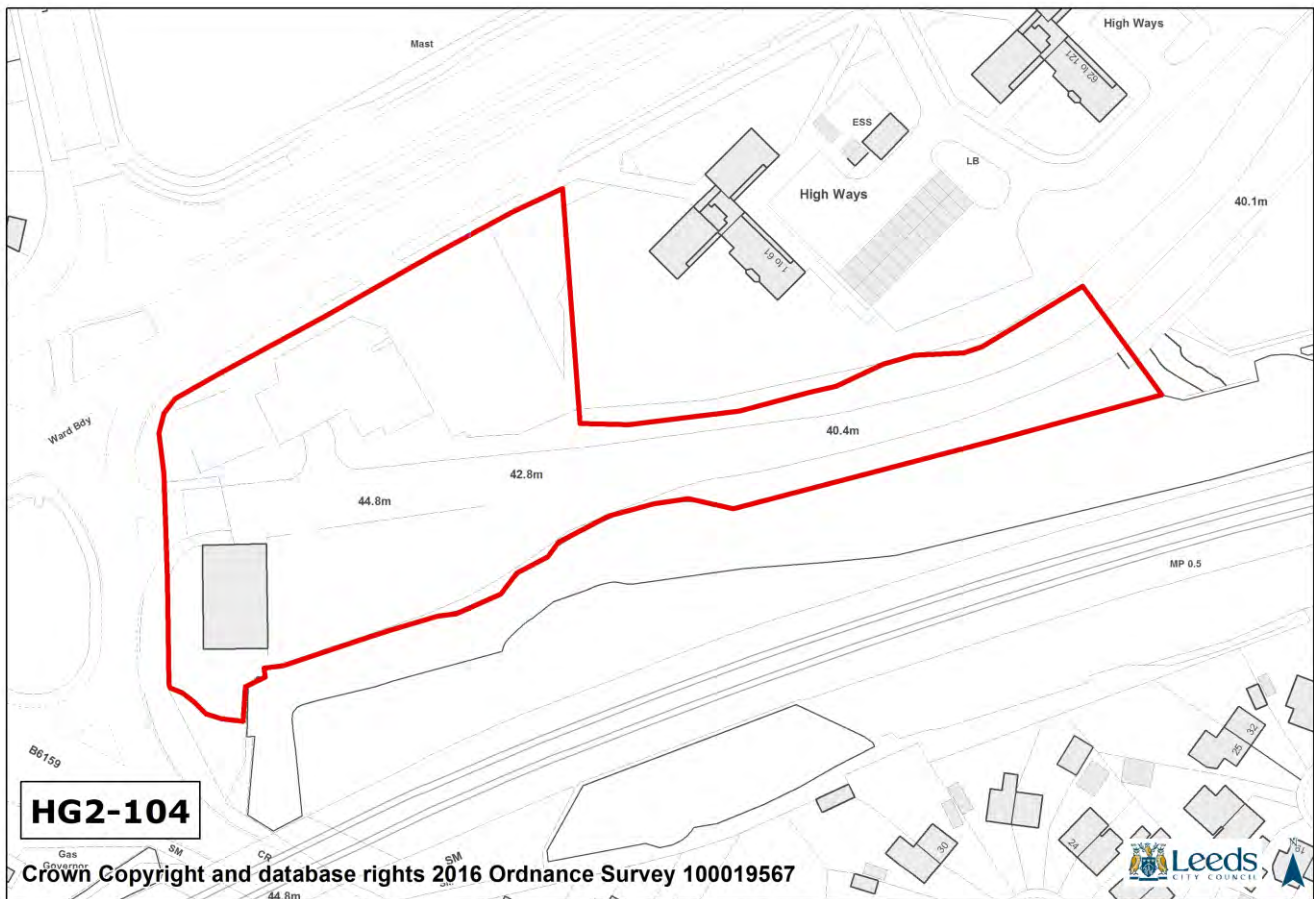 High Ways
Mast
62 to 121
ESS
LB
High Ways
40.1m
1 to 61
Ward Bdy
40.4m
42.8m
44.8m
MP 0.5
B6159
32
25
HG2-104
Gas
Governor
SM
CR
SM
30
24
44.8m
Crown Copyright and database rights 2016 Ordnance Survey 100019567
Leeds
CITY COUNCIL